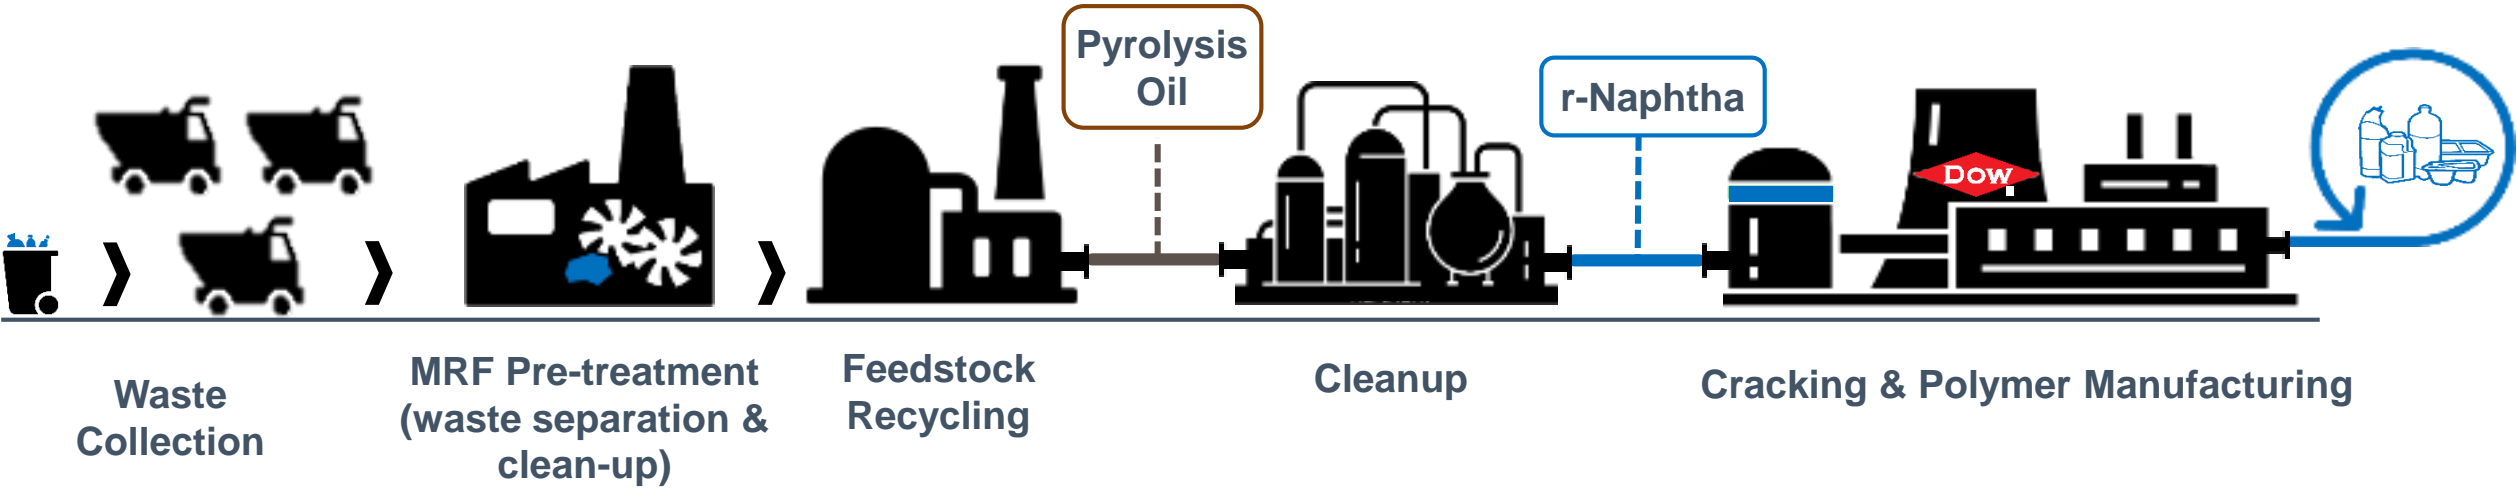 Pyrolysis
Oil
r-Naphtha
Dow
Waste
Collection
MRF Pre-treatment
(waste separation &
clean-up)
Feedstock
Recycling
Cleanup
Cracking & Polymer Manufacturing